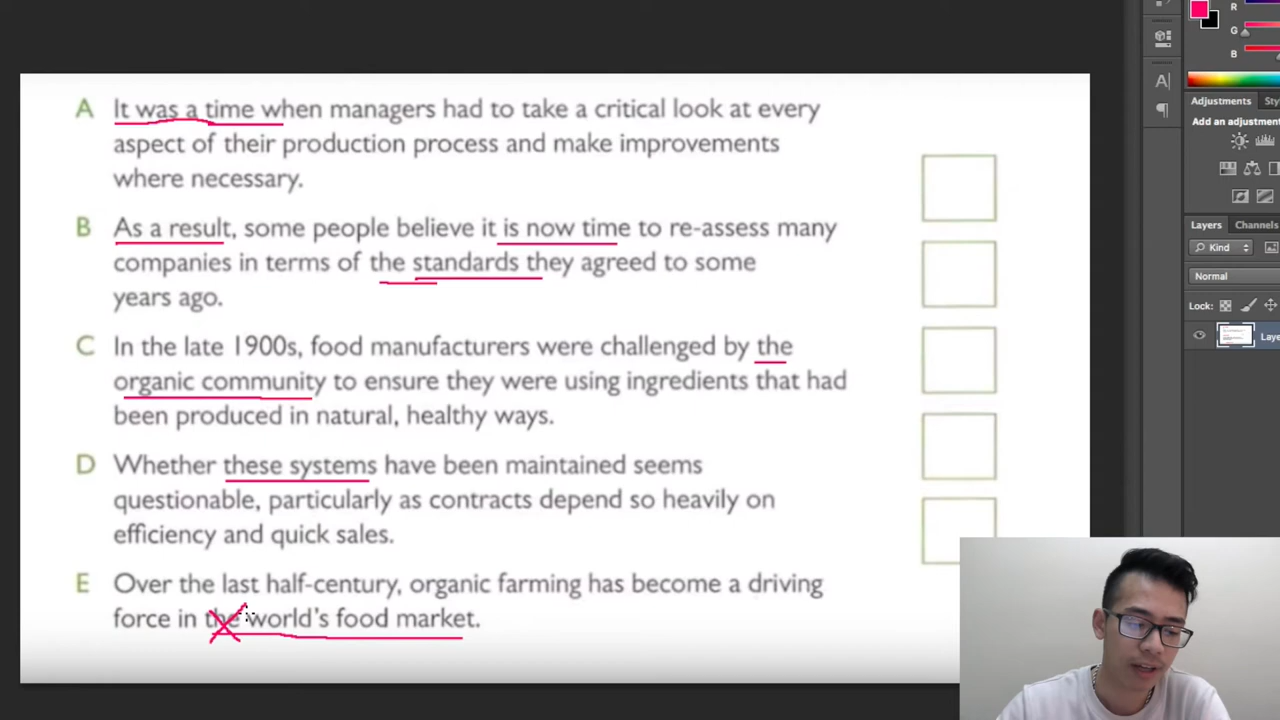 A It was a time when managers had to take a critical look at every
aspect of their production process and make improvements
where necessary.
B As a result, some people believe it is now time to re-assess many
companies in terms of the standards they agreed to some
years ago.
C In the late 1900s, food manufacturers were challenged by the
organic community to ensure they were using ingredients that had
been produced in natural, healthy ways.
D Whether these systems have been maintained seems
questionable, particularly as contracts depend so heavily on
efficiency and quick sales.
E Over the last half-century, organic farming has become a driving
force in the world's food market.
R
G
B
A
Adjustments
Add an adjustment
Layers Channels
Kind
Normal
Lock: